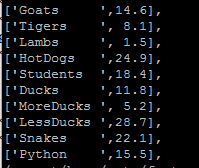 ['Goats     ',14.6],
['Tigers    ', 8.1],
['Lambs     ', 1.5],
['HotDogs   ',24.9],
['Students  ',18.4],
['Ducks     ',11.8],
['MoreDucks ', 5.2],
['LessDucks ',28.7],
['Snakes    ',22.1],
['Python    ',15.5],